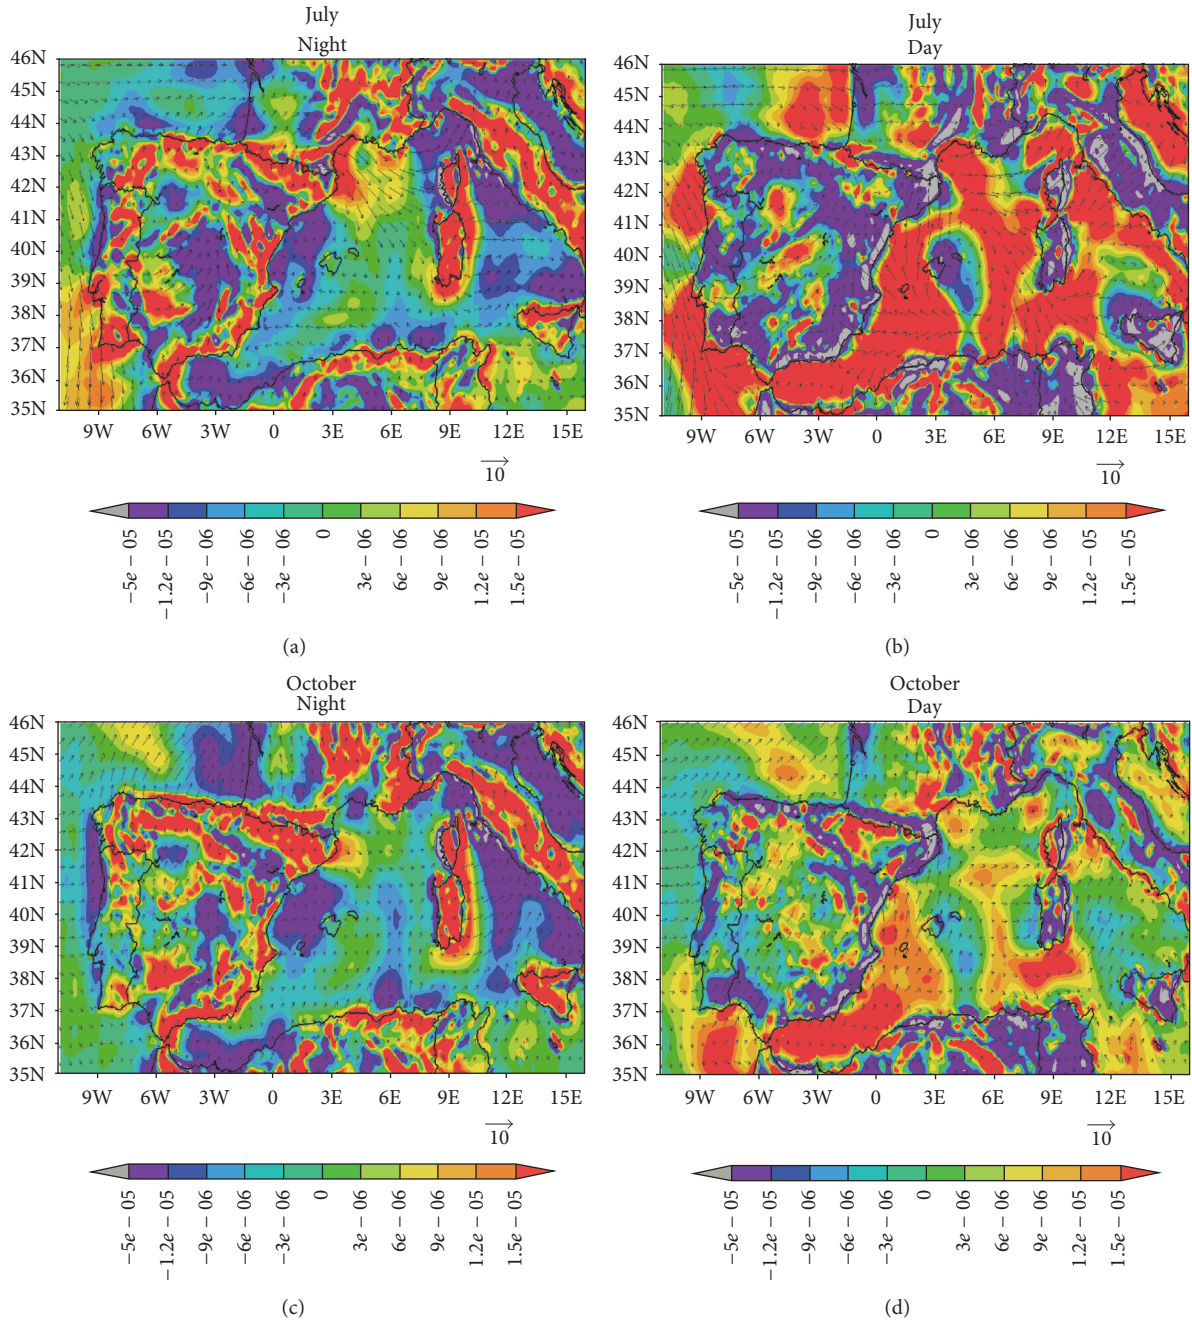 July
Night
46N
45N
44N
43N
42N
41N
40N
39N
38N
37N
36N
35N
9W 6W 3W 0 3E 6E 9E 12E 15E
10
−5e − 05
−1.2e − 05
−9e − 06
−6e − 06
−3e − 06
0
3e − 06
6e − 06
9e − 06
1.2e − 05
1.5e − 05
(a)
July
Day
46N
45N
44N
43N
42N
41N
40N
39N
38N
37N
36N
35N
9W 6W 3W 0 3E 6E 9E 12E 15E
10
−5e − 05
−1.2e − 05
−9e − 06
−6e − 06
−3e − 06
0
3e − 06
6e − 06
9e − 06
1.2e − 05
1.5e − 05
(b)
October
Night
46N
45N
44N
43N
42N
41N
40N
39N
38N
37N
36N
35N
9W 6W 3W 0 3E 6E 9E 12E 15E
10
−5e − 05
−1.2e − 05
−9e − 06
−6e − 06
−3e − 06
0
3e − 06
6e − 06
9e − 06
1.2e − 05
1.5e − 05
(c)
October
Day
46N
45N
44N
43N
42N
41N
40N
39N
38N
37N
36N
35N
9W 6W 3W 0 3E 6E 9E 12E 15E
10
−5e − 05
−1.2e − 05
−9e − 06
−6e − 06
−3e − 06
0
3e − 06
6e − 06
9e − 06
1.2e − 05
1.5e − 05
(d)